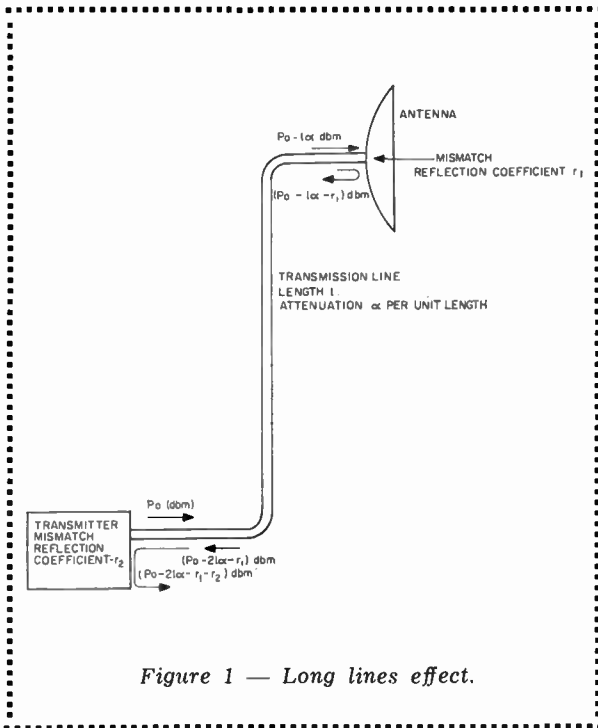 Po - lα dbm
ANTENNA
MISMATCH
REFLECTION COEFFICIENT r₁
(Po - lα - r₁) dbm
TRANSMISSION LINE
LENGTH l.
ATTENUATION α PER UNIT LENGTH
Po (dbm)
TRANSMITTER
MISMATCH
REFLECTION
COEFFICIENT-r₂
(Po-2lα-r₁) dbm
(Po-2lα-r₁-r₂) dbm
Figure 1 — Long lines effect.